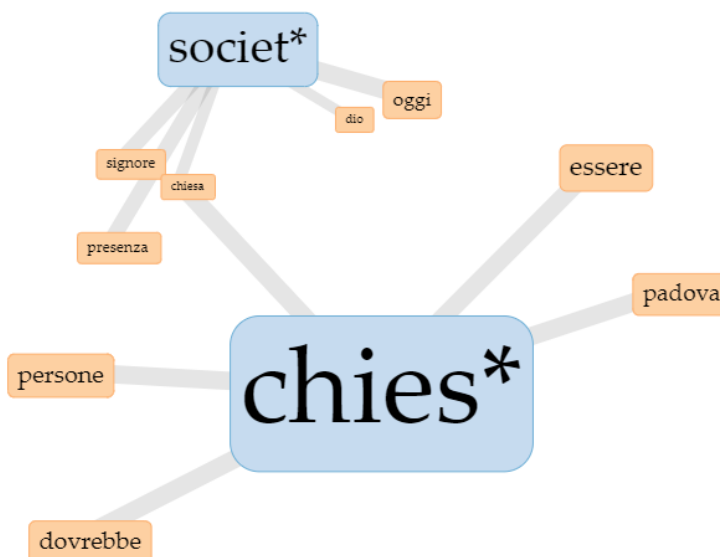 societ*
oggi
dio
signore
essere
chiesa
presenza
padova
persone
chies*
dovrebbe